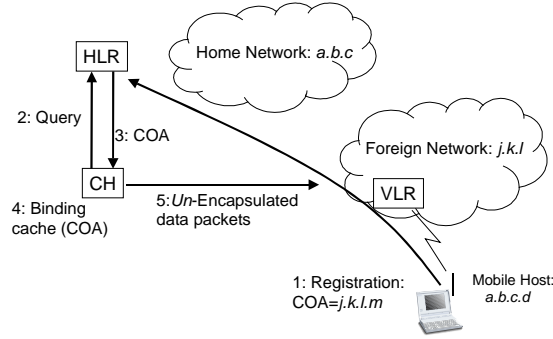 Home Network: a.b.c
HLR
2: Query
3: COA
Foreign Network: j.k.l
CH
VLR
5:Un-Encapsulated
data packets
4: Binding
cache (COA)
1: Registration:
COA=j.k.l.m
Mobile Host:
a.b.c.d